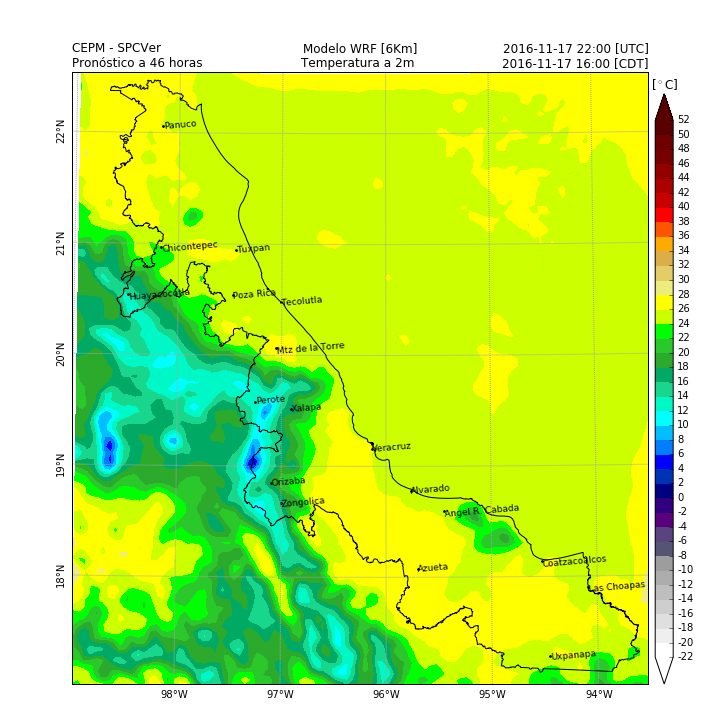 CEPM - SPCVer Modelo WRF [6Km] 2016-11-17 22:00 [UTC]
Pronóstico a 46 horas Temperatura a 2m 2016-11-17 16:00 [CDT]
[°C]
52
50
48
46
44
42
40
38
36
34
32
30
28
26
24
22
20
18
16
14
12
10
8
6
4
2
0
-2
-4
-6
-8
-10
-12
-14
-16
-18
-20
-22
22°N
21°N
20°N
19°N
18°N
Panuco
Chicontepec
Tuxpan
Huayacocotla
Poza Rica
Tecolutla
Mtz de la Torre
Perote
Xalapa
Veracruz
Orizaba
Alvarado
Zongolica
Angel R. Cabada
Azueta
Coatzacoalcos
Las Choapas
Uxpanapa
98°W 97°W 96°W 95°W 94°W